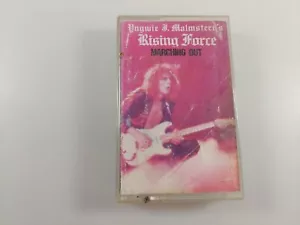 Yngwie J. Malmsteen's
Rising Force
MARCHING OUT